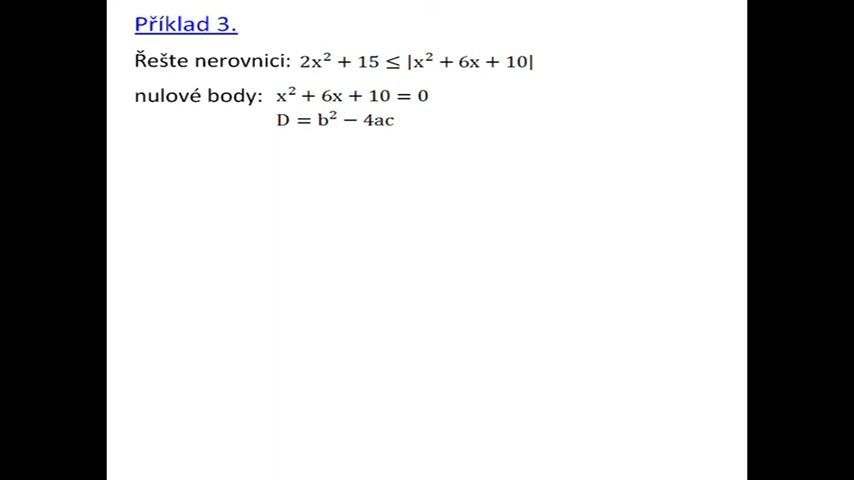 Příklad 3.
Řešte nerovnici: 2x² + 15 ≤ |x² + 6x + 10|
nulové body: x² + 6x + 10 = 0
D = b² − 4ac